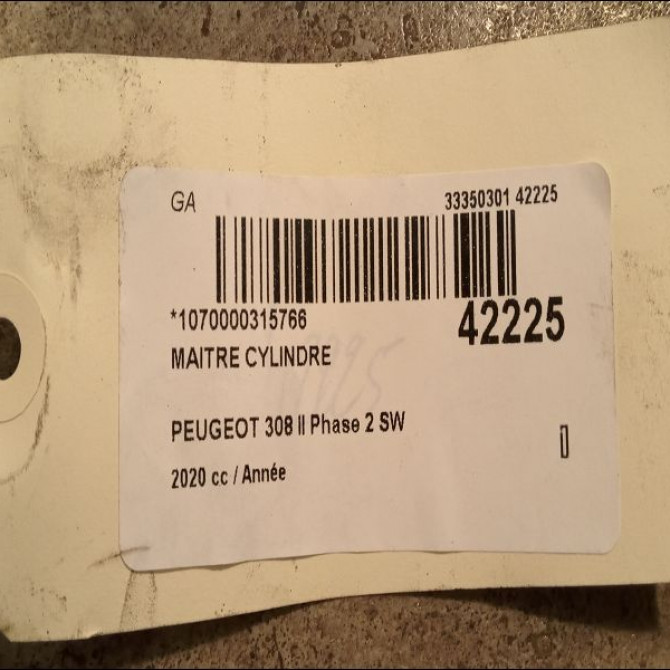 GA
33350301 42225
*1070000315766
42225
MAITRE CYLINDRE
PEUGEOT 308 II Phase 2 SW
2020 cc / Année